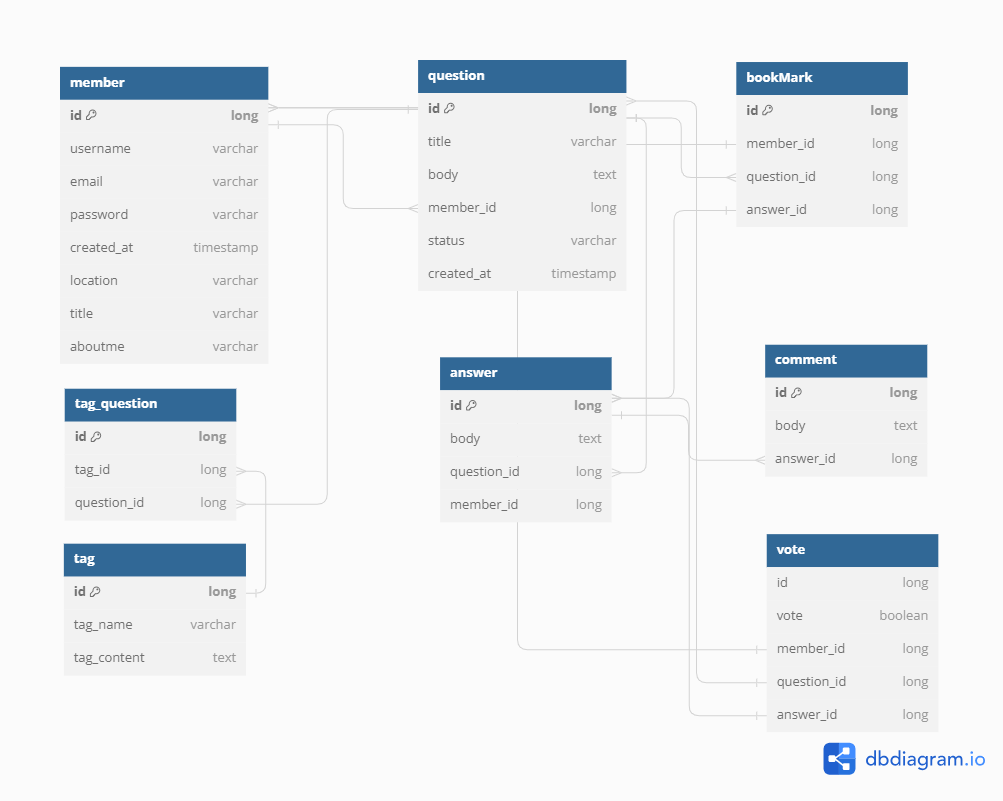 member
id long
username varchar
email varchar
password varchar
created_at timestamp
location varchar
title varchar
aboutme varchar
question
id long
title varchar
body text
member_id long
status varchar
created_at timestamp
bookMark
id long
member_id long
question_id long
answer_id long
tag_question
id long
tag_id long
question_id long
answer
id long
body text
question_id long
member_id long
comment
id long
body text
answer_id long
tag
id long
tag_name varchar
tag_content text
vote
id long
vote boolean
member_id long
question_id long
answer_id long
dbdiagram.io